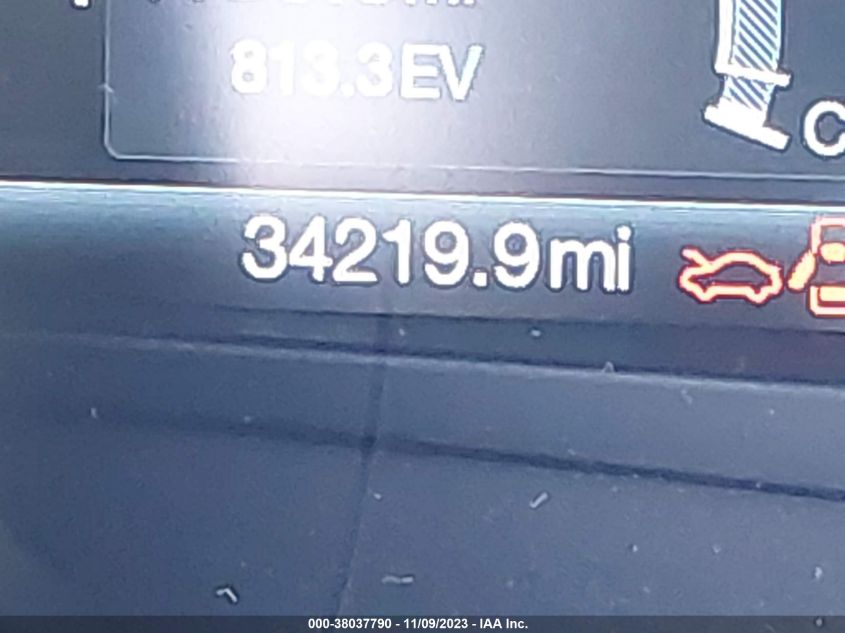 813.3EV
C
34219.9mi
000-38037790 - 11/09/2023 - IAA Inc.